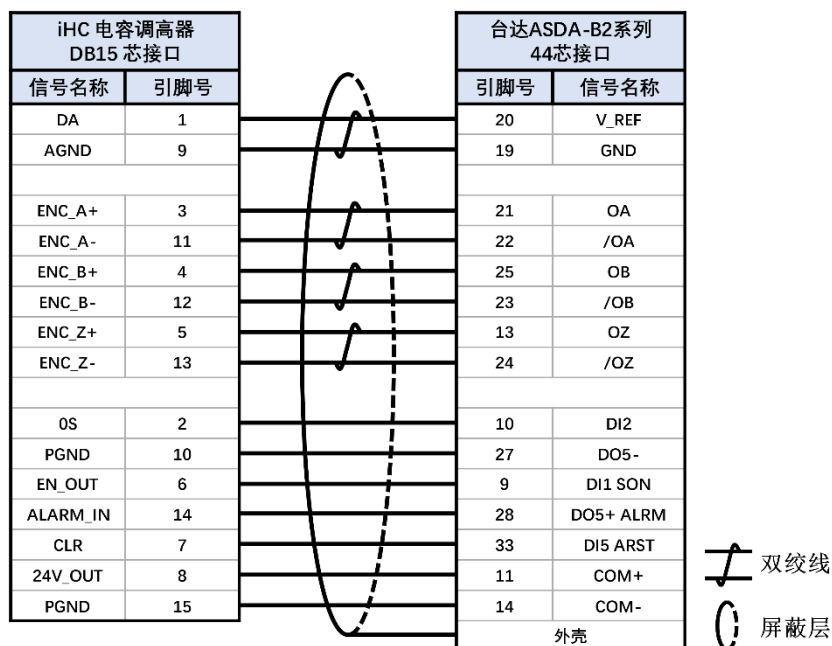 iHC 电容调高器 台达ASDA-B2系列
DB15 芯接口 44芯接口
信号名称 引脚号 引脚号 信号名称
DA 1 20 V_REF
AGND 9 19 GND
ENC_A+ 3 21 OA
ENC_A- 11 22 /OA
ENC_B+ 4 25 OB
ENC_B- 12 23 /OB
ENC_Z+ 5 13 OZ
ENC_Z- 13 24 /OZ
0S 2 10 DI2
PGND 10 27 DO5-
EN_OUT 6 9 DI1 SON
ALARM_IN 14 28 DO5+ ALRM
CLR 7 33 DI5 ARST
24V_OUT 8 11 COM+
PGND 15 14 COM-
外壳
双绞线
屏蔽层